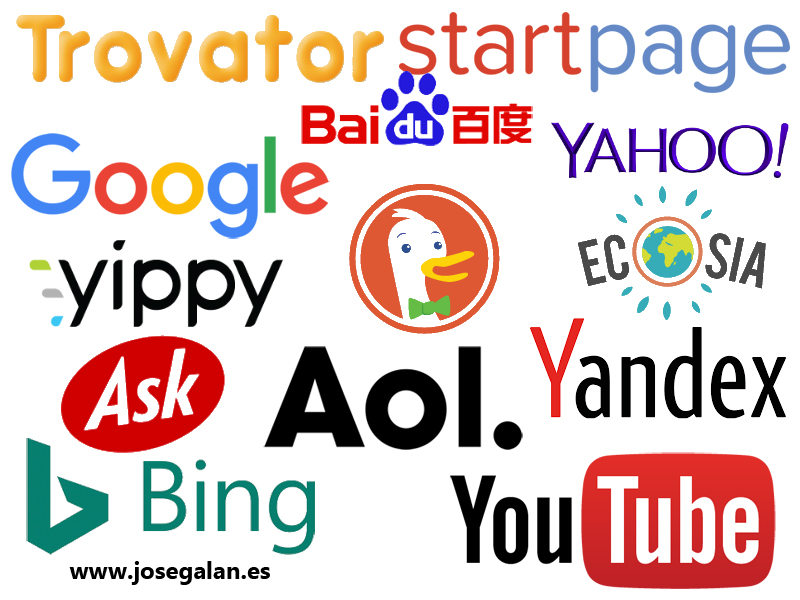 Trovator
startpage
Baidu百度
YAHOO!
Google
ECOSIA
yippy
Yandex
Ask
Aol.
Bing
YouTube
www.josegalan.es